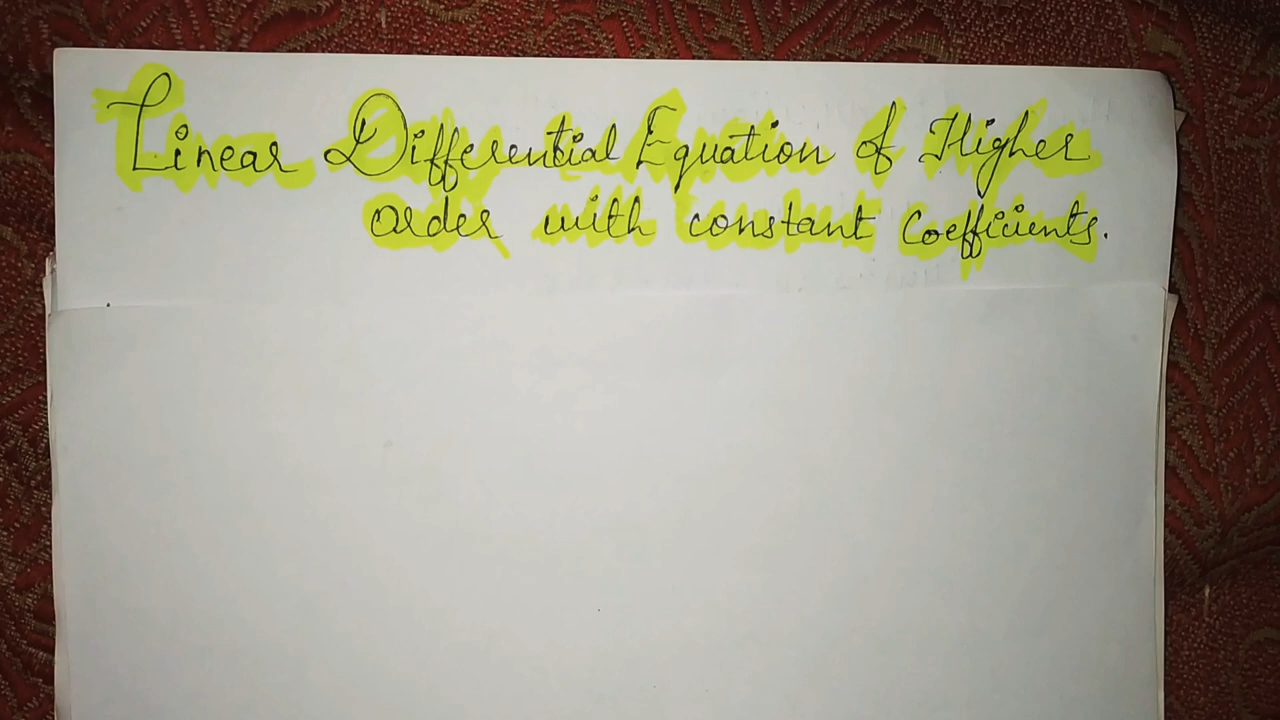 Linear Differential Equation of Higher
order with constant Coefficients.